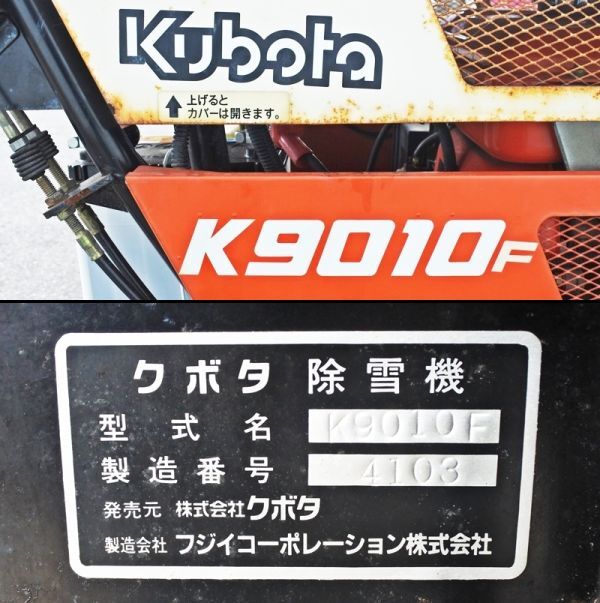 Kubota
上げると
カバーは開きます。
K9010F
クボタ 除雪機
型式名 K9010F
製造番号 4103
発売元 株式会社クボタ
製造会社 フジイコーポレーション株式会社